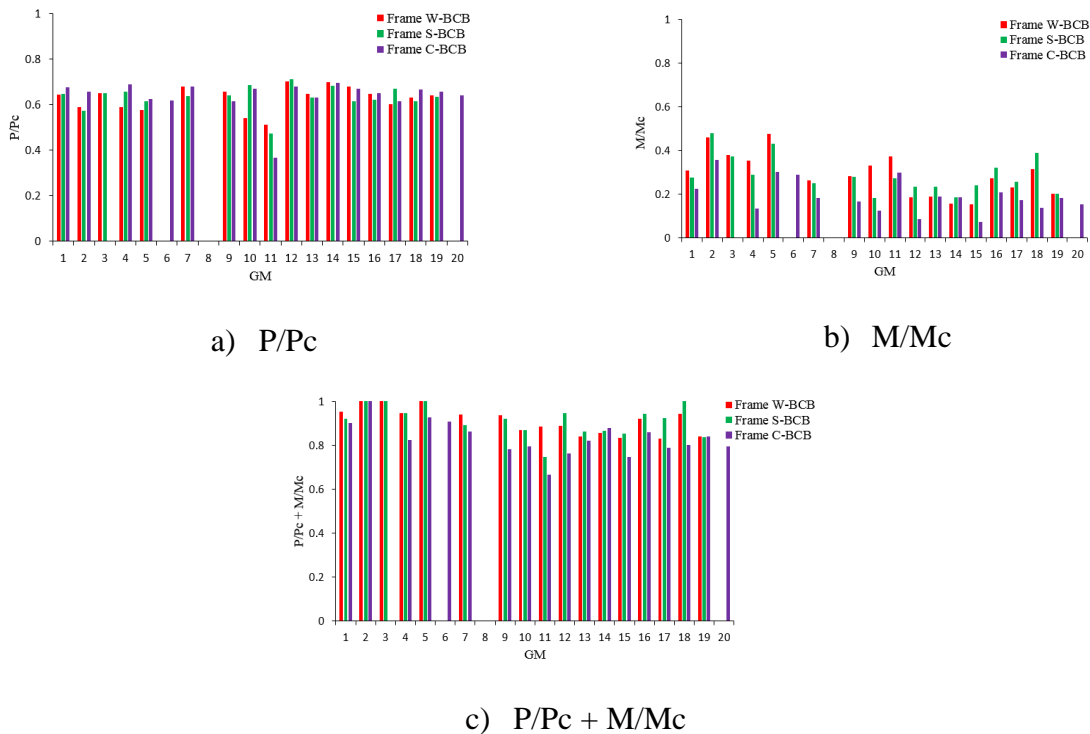 1
0.8
0.6
0.4
0.2
0
P/Pc
1 2 3 4 5 6 7 8 9 10 11 12 13 14 15 16 17 18 19 20
GM
Frame W-BCB
Frame S-BCB
Frame C-BCB
a) P/Pc
1
0.8
0.6
0.4
0.2
0
M/Mc
1 2 3 4 5 6 7 8 9 10 11 12 13 14 15 16 17 18 19 20
GM
Frame W-BCB
Frame S-BCB
Frame C-BCB
b) M/Mc
1
0.8
0.6
0.4
0.2
0
P/Pc + M/Mc
1 2 3 4 5 6 7 8 9 10 11 12 13 14 15 16 17 18 19 20
GM
Frame W-BCB
Frame S-BCB
Frame C-BCB
c) P/Pc + M/Mc